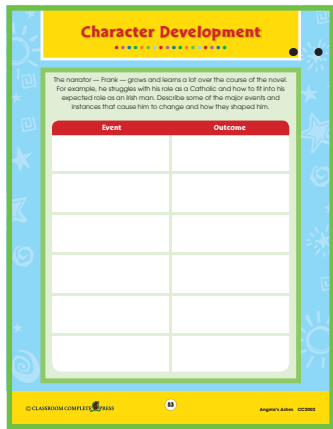 Character Development
The narrator — Frank — grows and learns a lot over the course of the novel.
For example, he struggles with his role as a Catholic and how to fit into his
expected role as an Irish man. Describe some of the major events and
instances that cause him to change and how they shaped him.
Event Outcome
© CLASSROOM COMPLETE PRESS 53 Angela's Ashes CC2002